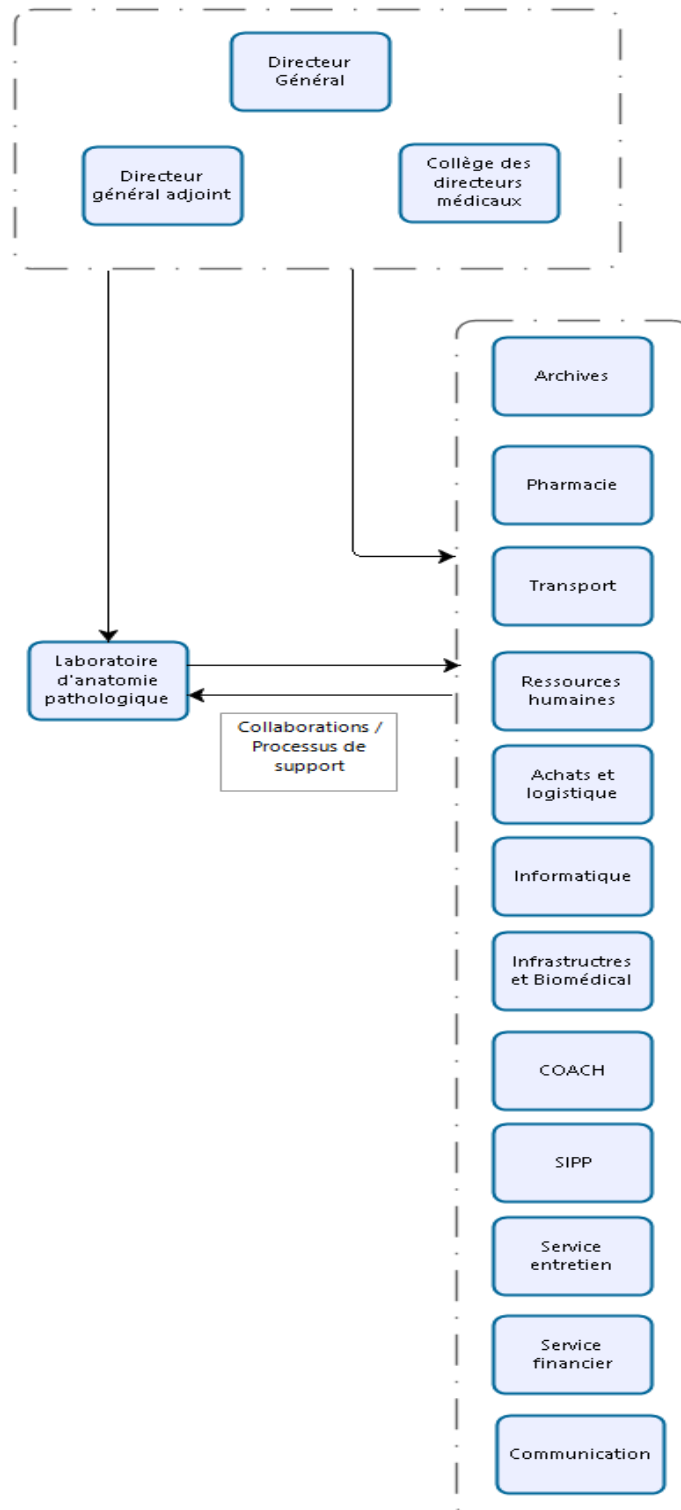 Directeur
Général
Directeur
général adjoint
Collège des
directeurs
médicaux
Archives
Pharmacie
Transport
Laboratoire
d'anatomie
pathologique
Ressources
humaines
Collaborations /
Processus de
support
Achats et
logistique
Informatique
Infrastructres
et Biomédical
COACH
SIPP
Service
entretien
Service
financier
Communication